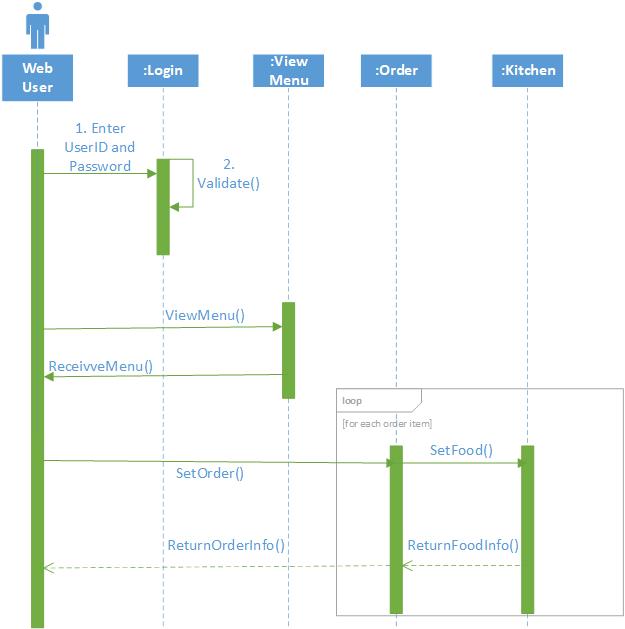 Web
User
:Login
:View
Menu
:Order
:Kitchen
1. Enter
UserID and
Password
2.
Validate()
ViewMenu()
ReceivveMenu()
loop
[for each order item]
SetFood()
SetOrder()
ReturnOrderInfo()
ReturnFoodInfo()